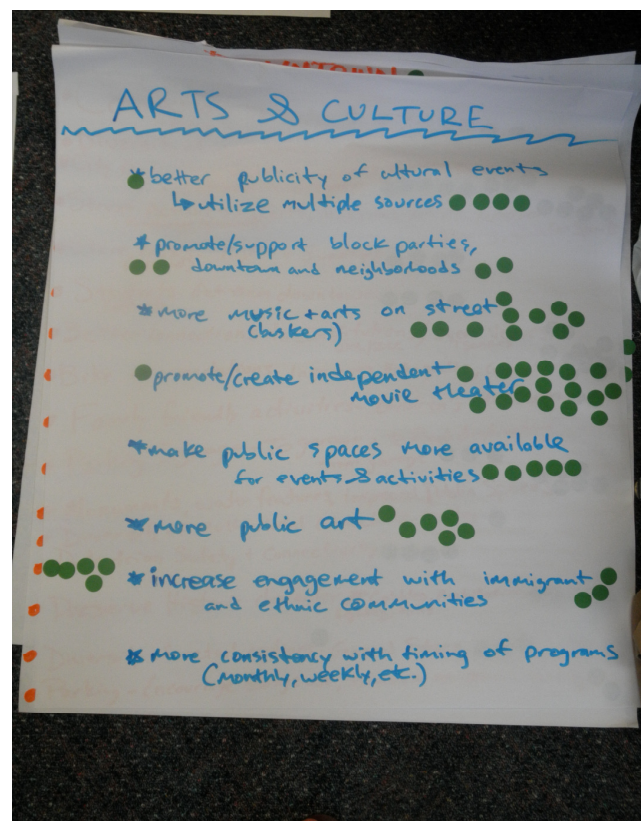 ARTS & CULTURE
* better publicity of cultural events
↳ utilize multiple sources
* promote/support block parties,
downtown and neighborhoods
* more music + arts on street
(buskers)
promote/create independent
movie theater
* make public spaces more available
for events & activities
* more public art
* increase engagement with immigrant
and ethnic communities
* more consistency with timing of programs
(monthly, weekly, etc.)